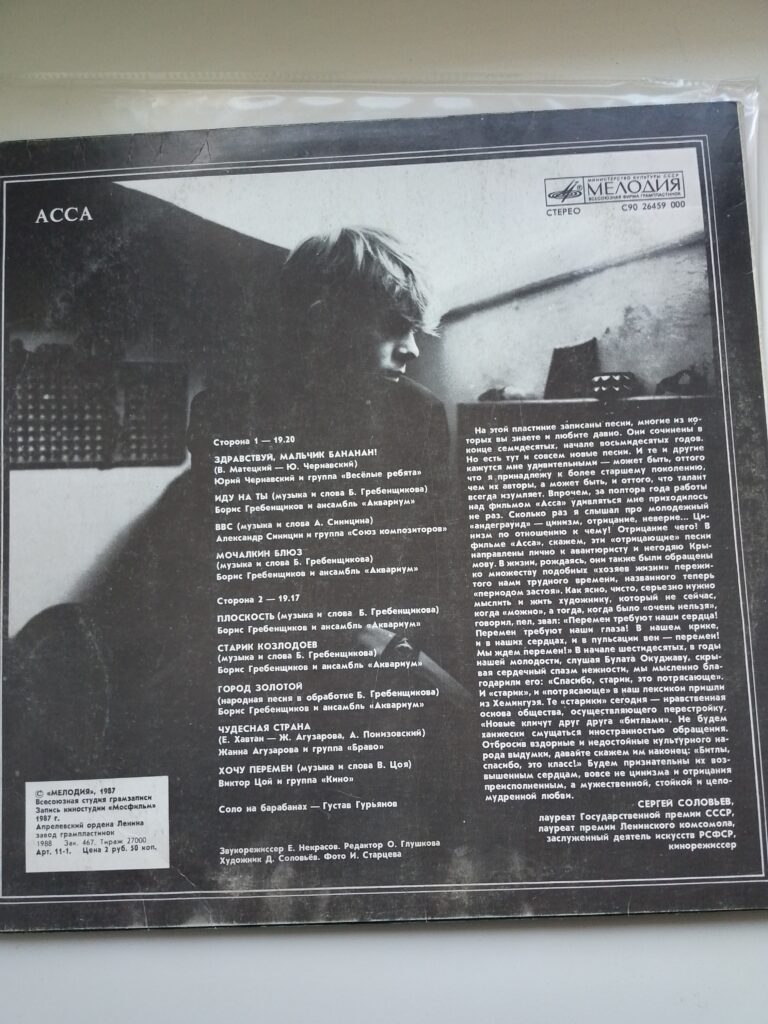 АССА
МИНИСТЕРСТВО КУЛЬТУРЫ СССР
МЕЛОДИЯ
ВСЕСОЮЗНАЯ ФИРМА ГРАМПЛАСТИНОК
СТЕРЕО С90 26459 000
Сторона 1 — 19.20
ЗДРАВСТВУЙ, МАЛЬЧИК БАНАНАН!
(В. Матецкий — Ю. Чернавский)
Юрий Чернавский и группа «Весёлые ребята»
ИДУ НА ТЫ (музыка и слова Б. Гребенщикова)
Борис Гребенщиков и ансамбль «Аквариум»
ВВС (музыка и слова А. Синицина)
Александр Синицин и группа «Союз композиторов»
МОЧАЛКИН БЛЮЗ
(музыка и слова Б. Гребенщикова)
Борис Гребенщиков и ансамбль «Аквариум»
Сторона 2 — 19.17
ПЛОСКОСТЬ (музыка и слова Б. Гребенщикова)
Борис Гребенщиков и ансамбль «Аквариум»
СТАРИК КОЗЛОДОЕВ
(музыка и слова Б. Гребенщикова)
Борис Гребенщиков и ансамбль «Аквариум»
ГОРОД ЗОЛОТОЙ
(народная песня в обработке Б. Гребенщикова)
Борис Гребенщиков и ансамбль «Аквариум»
ЧУДЕСНАЯ СТРАНА
(Е. Хавтан — Ж. Агузарова, А. Понизовский)
Жанна Агузарова и группа «Браво»
ХОЧУ ПЕРЕМЕН (музыка и слова В. Цоя)
Виктор Цой и группа «Кино»
Соло на барабанах — Густав Гурьянов
Звукорежиссер Е. Некрасов. Редактор О. Глушкова
Художник Д. Соловьёв. Фото И. Старцева
На этой пластинке записаны песни, многие из ко-
торых вы знаете и любите давно. Они сочинены в
конце семидесятых, начале восьмидесятых годов.
Но есть тут и совсем новые песни. И те и другие
кажутся мне удивительными — может быть, оттого
что я принадлежу к более старшему поколению,
чем их авторы, а может быть, и оттого, что талант
всегда изумляет. Впрочем, за полтора года работы
над фильмом «Асса» удивляться мне приходилось
не раз. Сколько раз я слышал про молодежный
«андеграунд» — цинизм, отрицание, неверие... Ци-
низм по отношению к чему! Отрицание чего! В
фильме «Асса», скажем, эти «отрицающие» песни
направлены лично к авантюристу и негодяю Кры-
мову. В жизни, рождаясь, они также были обращены
ко множеству подобных «хозяев жизни» пережи-
того нами трудного времени, названного теперь
«периодом застоя». Как ясно, чисто, серьезно нужно
мыслить и жить художнику, который не сейчас,
когда «можно», а тогда, когда было «очень нельзя»,
говорил, пел, звал: «Перемен требуют наши сердца!
Перемен требуют наши глаза! В нашем крике,
и в наших сердцах, и в пульсации вен — перемен!
Мы ждем перемен!» В начале шестидесятых, в годы
нашей молодости, слушая Булата Окуджаву, скры-
вая сердечный спазм нежности, мы мысленно бла-
годарили его: «Спасибо, старик, это потрясающе».
И «старик», и «потрясающе» в наш лексикон пришли
из Хемингуэя. Те «старики» сегодня — нравственная
основа общества, осуществляющего перестройку.
«Новые кличут друг друга «битлами». Не будем
ханжески смущаться иностранностью обращения.
Отбросив вздорные и недостойные культурного на-
рода выдумки, давайте скажем им наконец: «Битлы,
спасибо, это класс!» Будем признательны их воз-
вышенным сердцам, вовсе не цинизма и отрицания
преисполненным, а мужественной, стойкой и цело-
мудренной любви.
СЕРГЕЙ СОЛОВЬЕВ,
лауреат Государственной премии СССР,
лауреат премии Ленинского комсомола,
заслуженный деятель искусств РСФСР,
кинорежиссер
© «МЕЛОДИЯ», 1987
Всесоюзная студия грамзаписи
Запись киностудии «Мосфильм»
1987 г.
Апрелевский ордена Ленина
завод грампластинок
1988 Зак. 467. Тираж 27000
Арт. 11-1. Цена 2 руб. 50 коп.